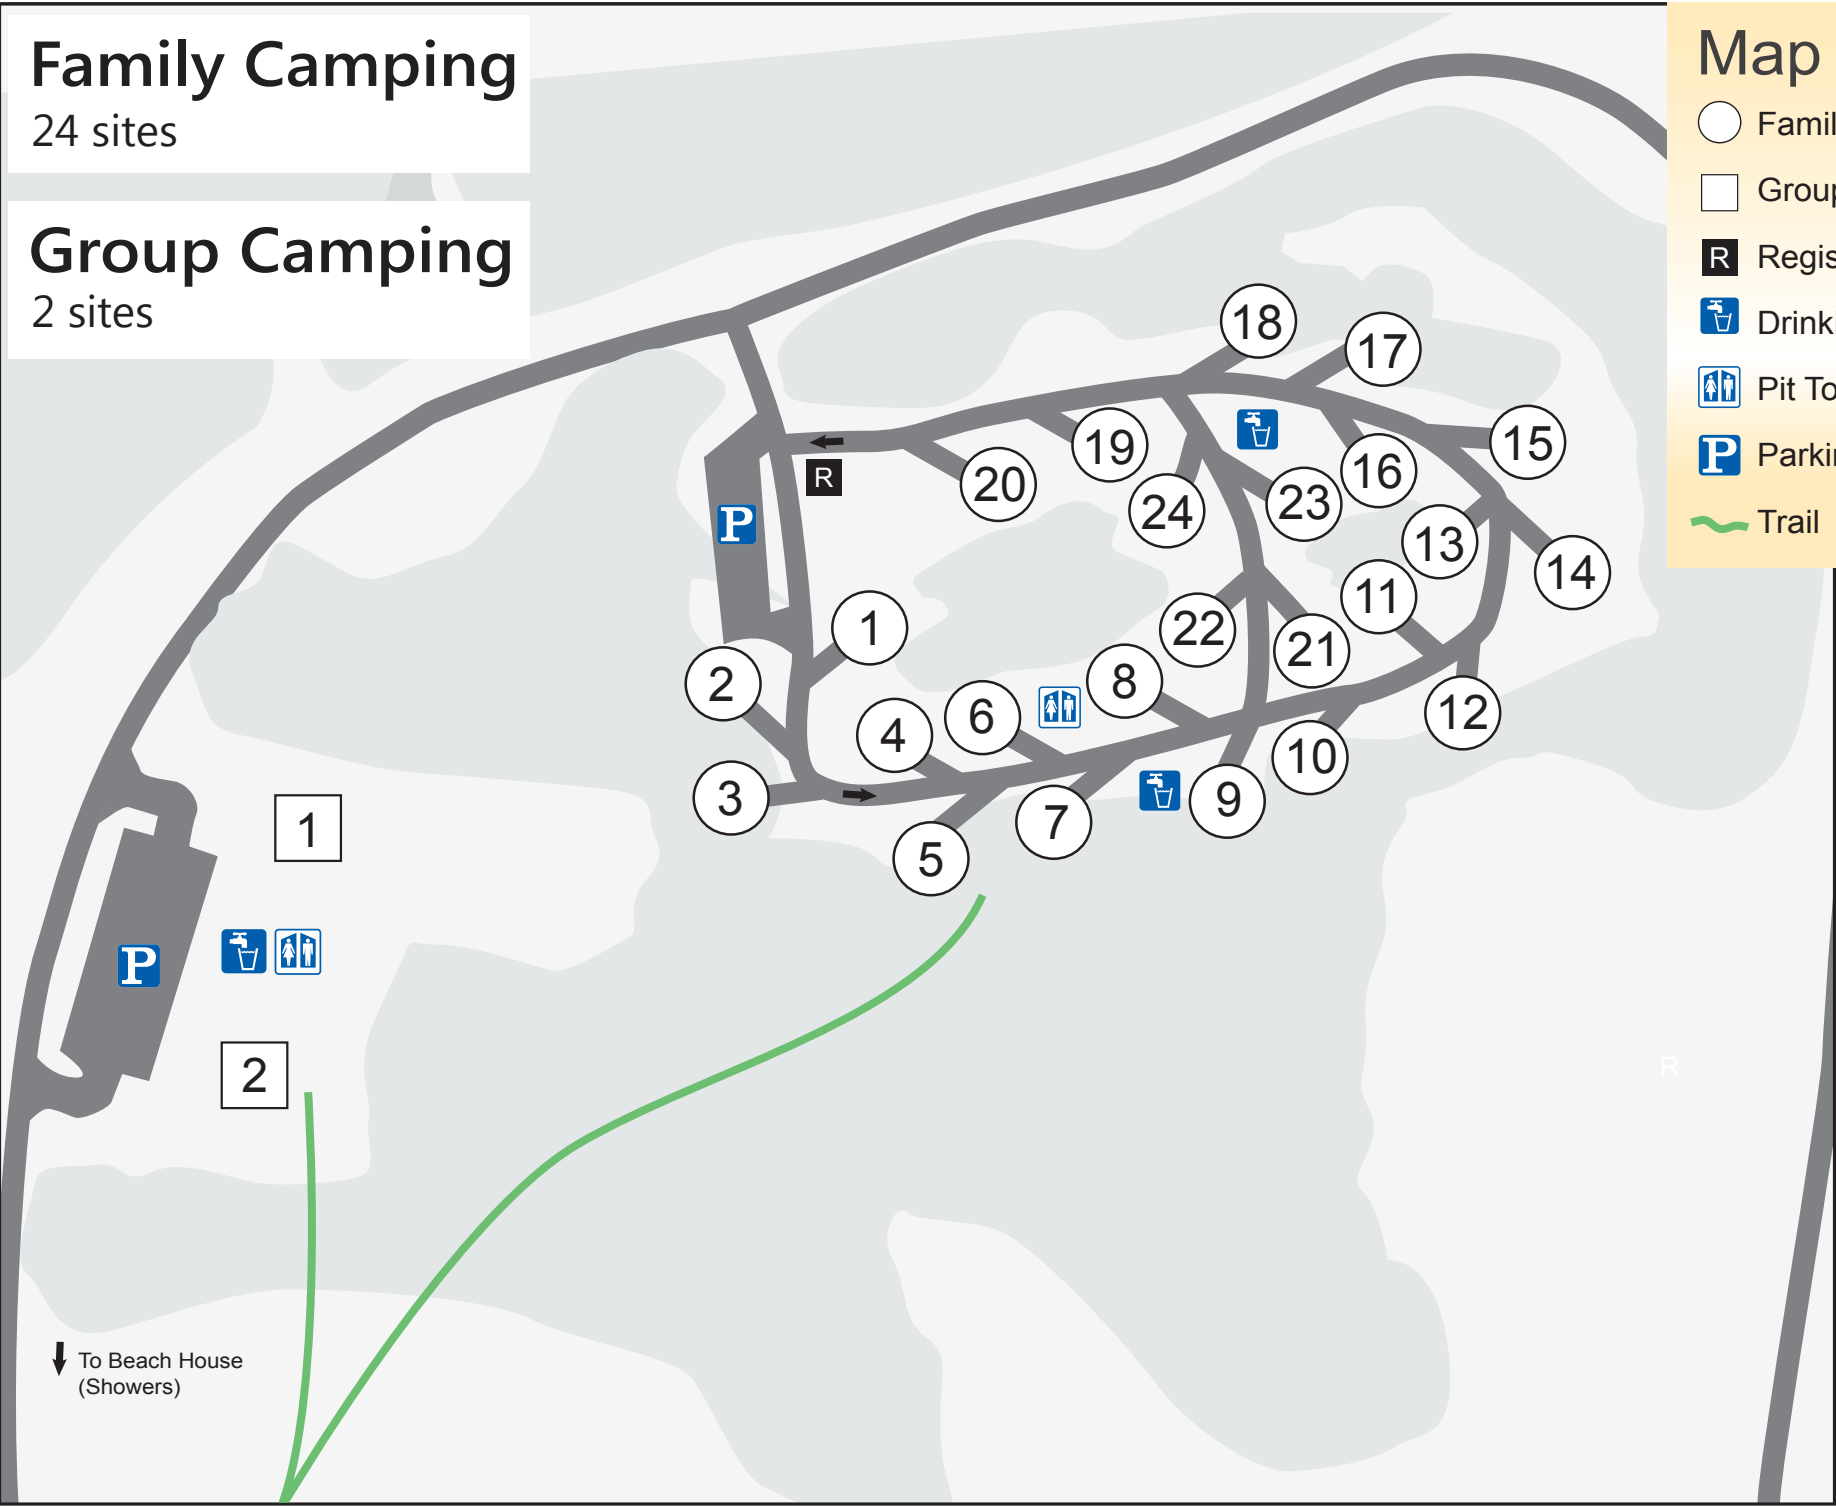 Family Camping
24 sites
Group Camping
2 sites
Map
Famil
Group
R Regis
Drink
Pit To
P Parkin
Trail
18
17
15
19
16
20
R
24
23
13
14
P
11
1
22
21
2
8
6
12
4
10
3
9
7
1
5
P
2
R
To Beach House
(Showers)